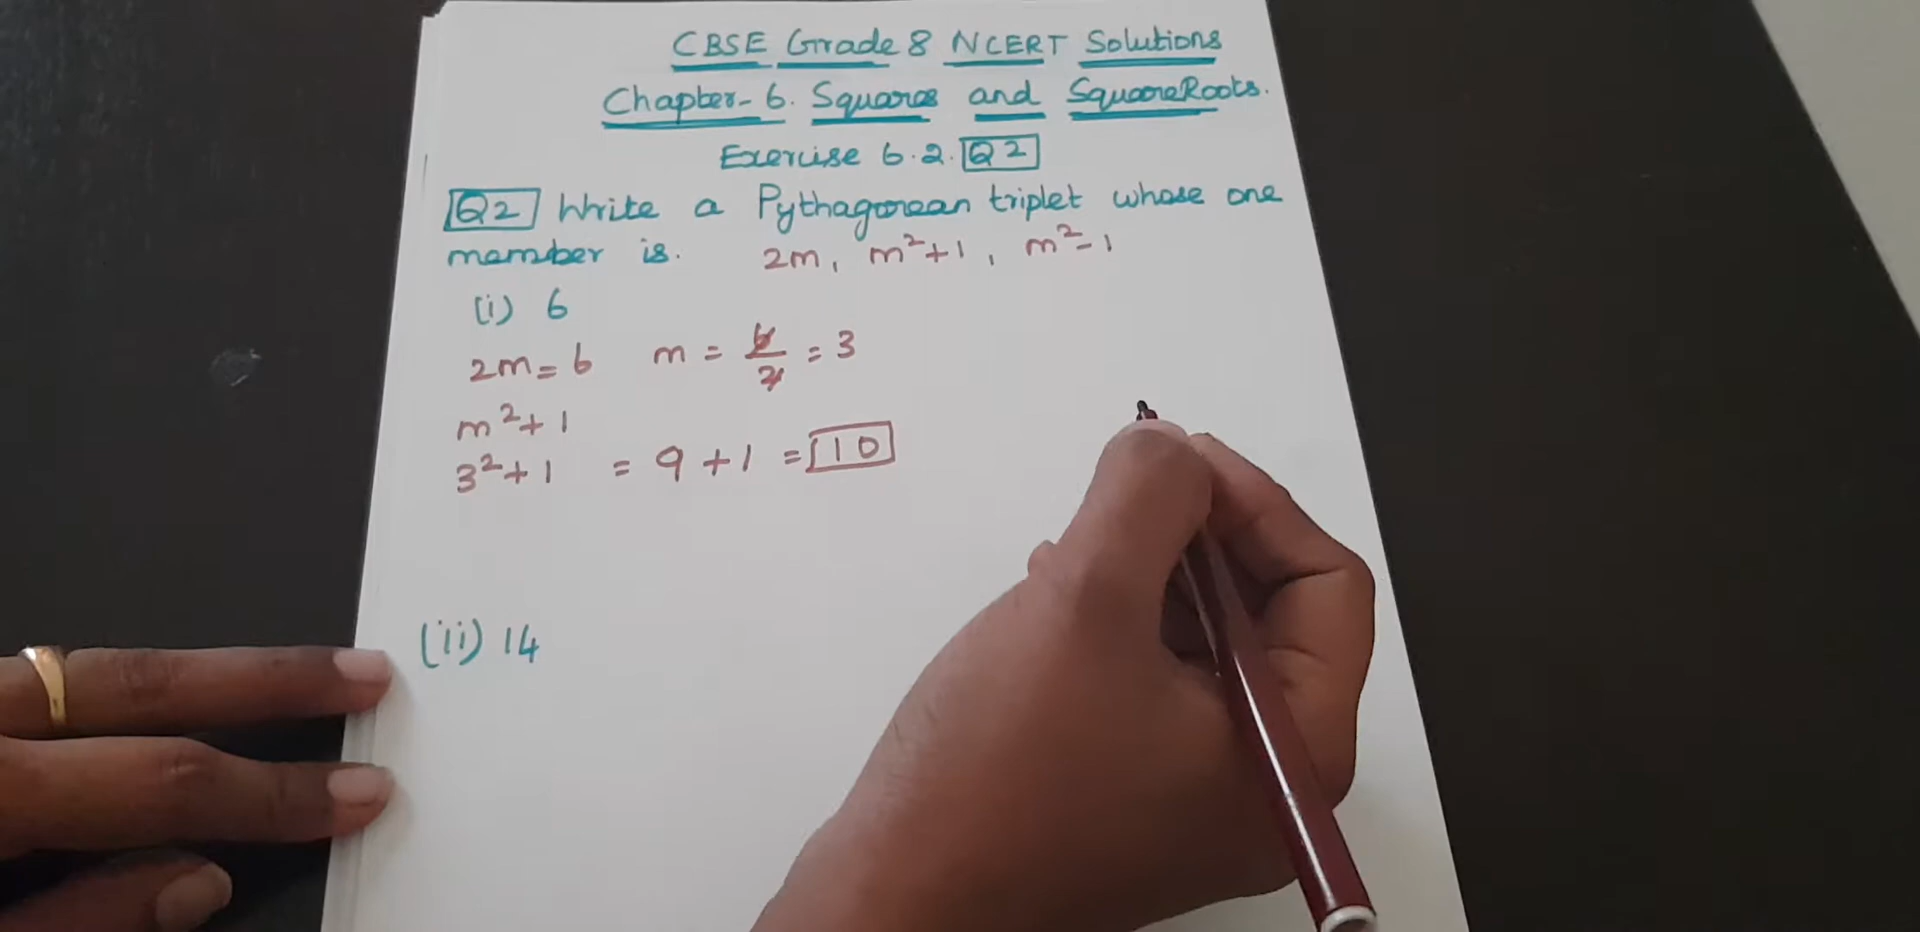 CBSE Grade 8 NCERT Solutions
Chapter-6. Squares and SquareRoots.
Exercise 6.2. Q2
Q2 Write a Pythagorean triplet whose one
member is. 2m, m²+1, m²-1
(i) 6
2m = 6 m = 6/2 = 3
m²+1
3²+1 = 9+1 = 10
(ii) 14